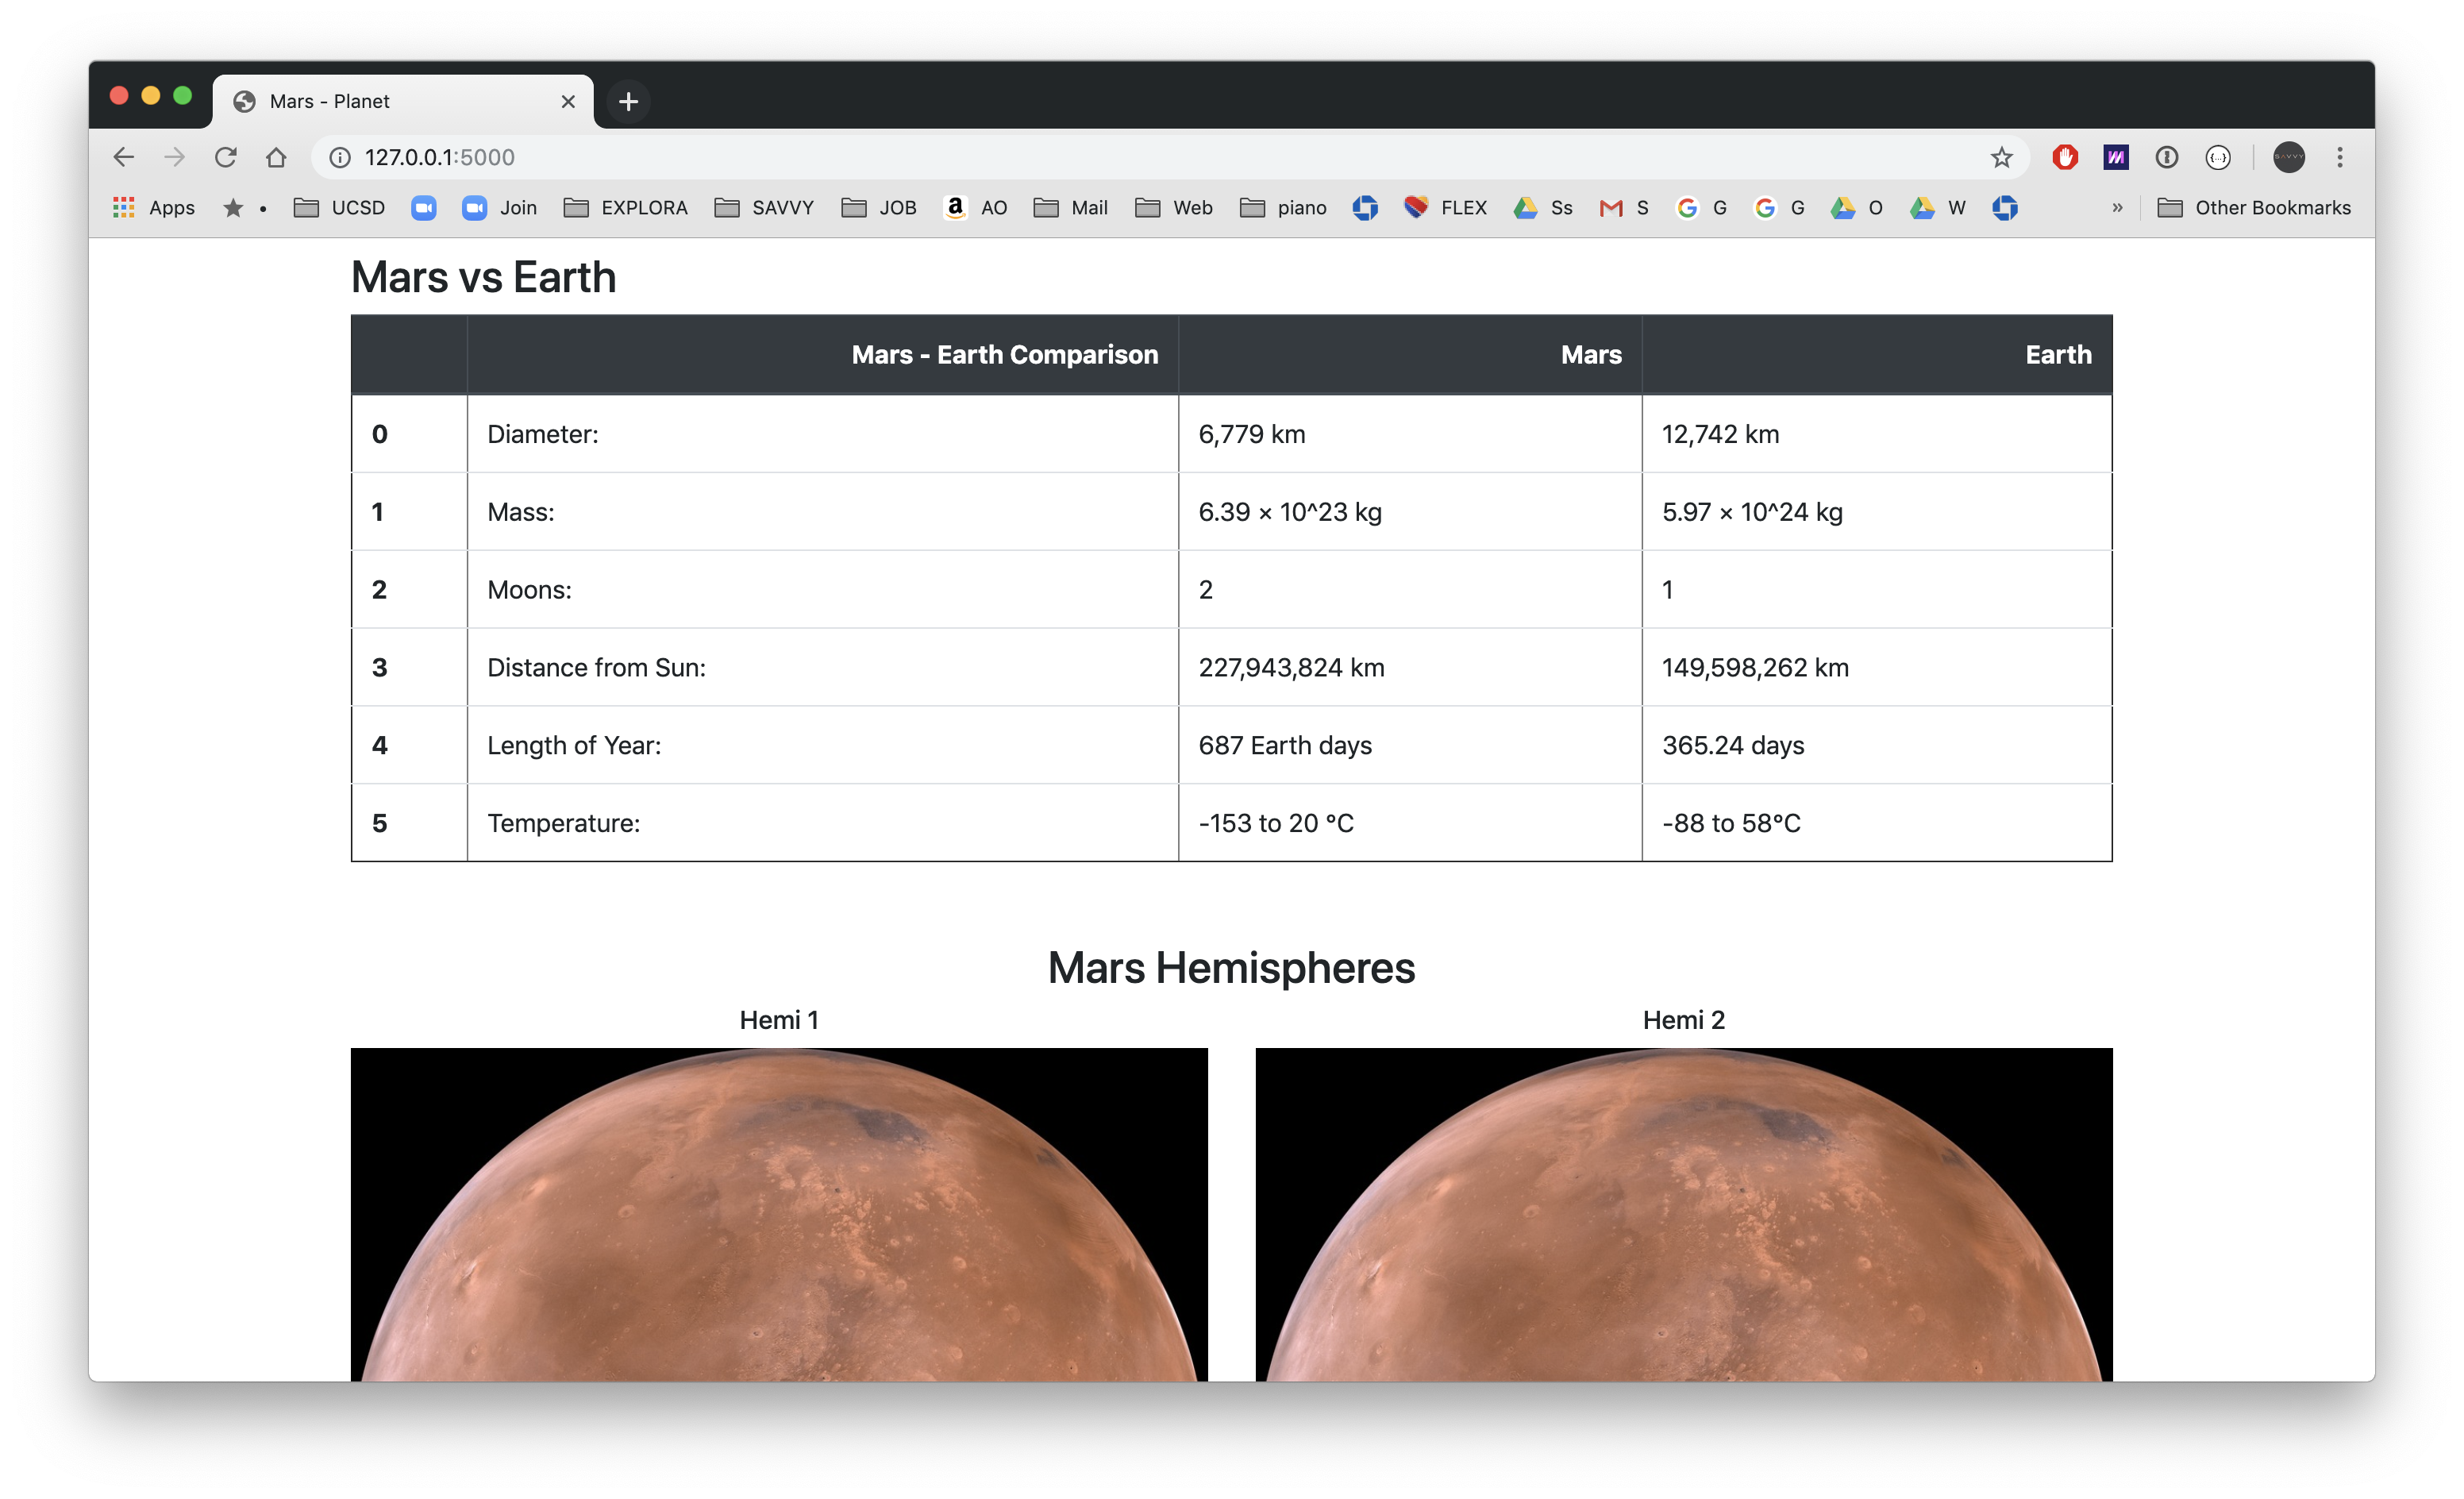 Mars - Planet
127.0.0.1:5000
Apps • UCSD Join EXPLORA SAVVY JOB AO Mail Web piano FLEX Ss S G G O W » Other Bookmarks
Mars vs Earth
Mars - Earth Comparison Mars Earth
0 Diameter: 6,779 km 12,742 km
1 Mass: 6.39 × 10^23 kg 5.97 × 10^24 kg
2 Moons: 2 1
3 Distance from Sun: 227,943,824 km 149,598,262 km
4 Length of Year: 687 Earth days 365.24 days
5 Temperature: -153 to 20 °C -88 to 58°C
Mars Hemispheres
Hemi 1 Hemi 2